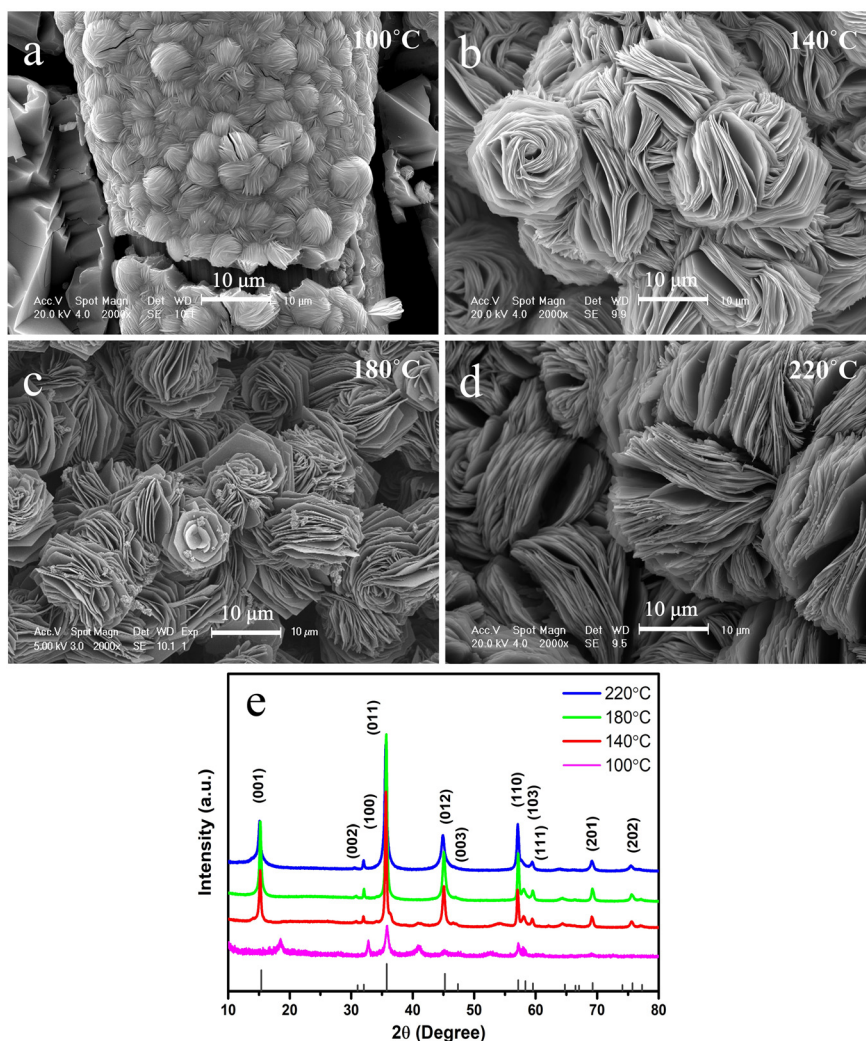 a
100°C
10 μm
Acc.V Spot Magn Det WD
20.0 kV 4.0 2000x SE 10.1
10 μm
b
140°C
10 μm
Acc.V Spot Magn Det WD
20.0 kV 4.0 2000x SE 9.9
10 μm
c
180°C
10 μm
Acc.V Spot Magn Det WD Exp
5.00 kV 3.0 2000x SE 10.1 1
10 μm
d
220°C
10 μm
Acc.V Spot Magn Det WD
20.0 kV 4.0 2000x SE 9.5
10 μm
e
220°C
180°C
140°C
100°C
(001)
(002)
(100)
(011)
(012)
(003)
(110)
(103)
(111)
(201)
(202)
Intensity (a.u.)
10 20 30 40 50 60 70 80
2θ (Degree)